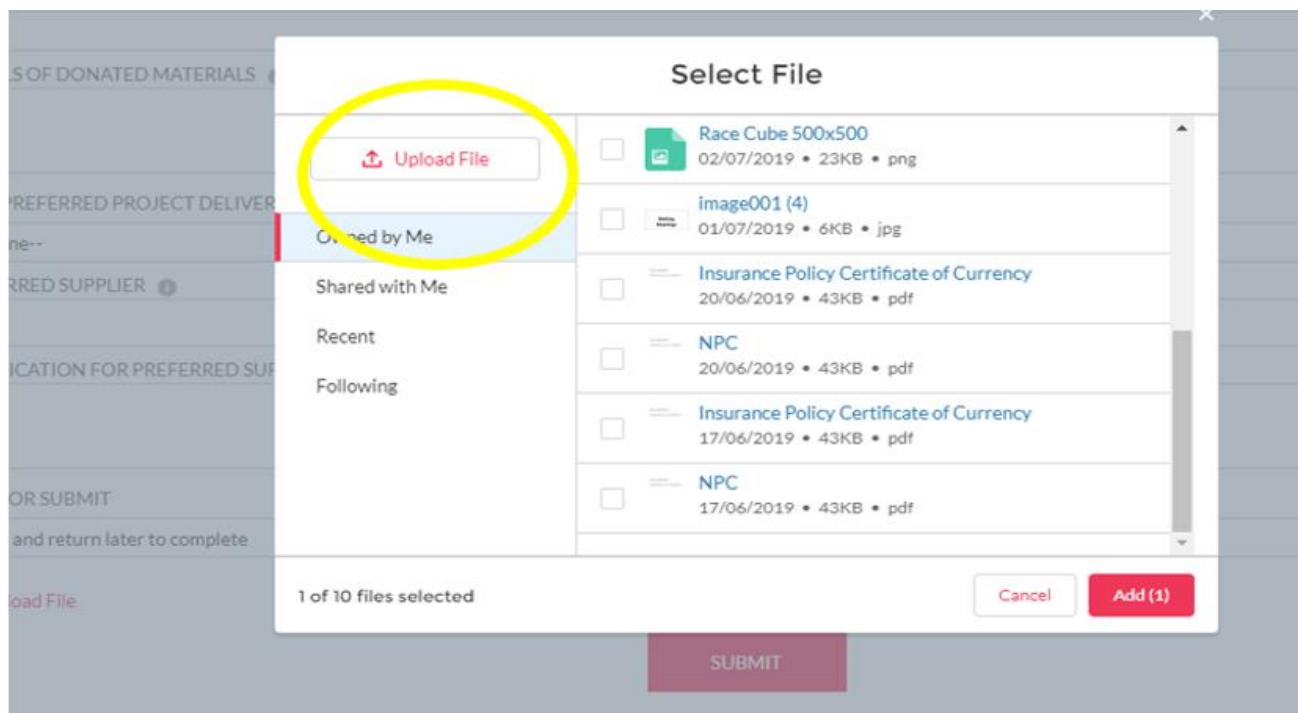 Select File
S OF DONATED MATERIALS
Upload File
Race Cube 500x500
02/07/2019 • 23KB • png
image001 (4)
01/07/2019 • 6KB • jpg
PREFERRED PROJECT DELIVER
ne--
Owned by Me
Insurance Policy Certificate of Currency
20/06/2019 • 43KB • pdf
RRED SUPPLIER
Shared with Me
Recent
NPC
20/06/2019 • 43KB • pdf
ICATION FOR PREFERRED SUP
Following
Insurance Policy Certificate of Currency
17/06/2019 • 43KB • pdf
NPC
17/06/2019 • 43KB • pdf
OR SUBMIT
and return later to complete
1 of 10 files selected
Cancel
Add (1)
oad File
SUBMIT